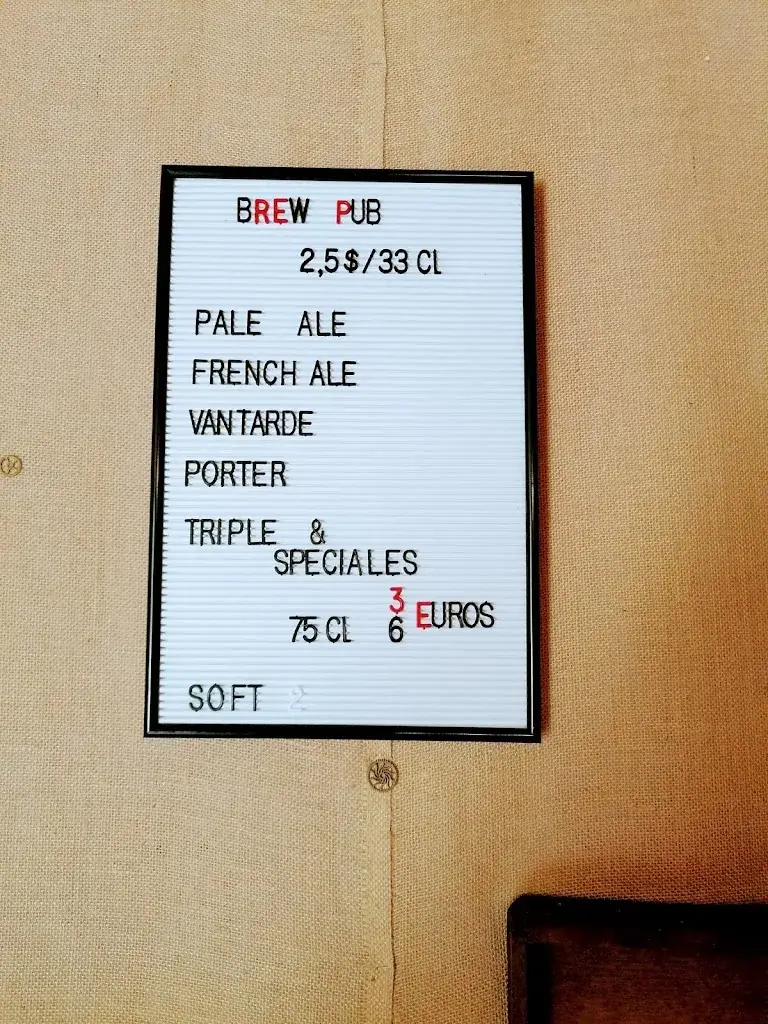 BREW PUB
2,5$/33 CL
PALE ALE
FRENCH ALE
VANTARDE
PORTER
TRIPLE &
SPECIALES
3
75 CL 6 EUROS
SOFT 2